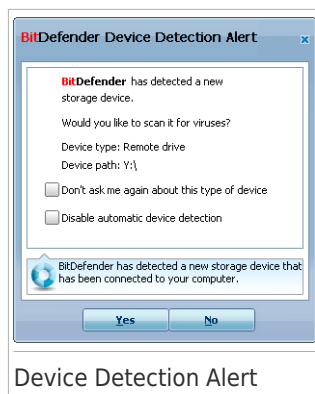 BitDefender Device Detection Alert
BitDefender has detected a new
storage device.
Would you like to scan it for viruses?
Device type: Remote drive
Device path: Y:\
Don't ask me again about this type of device
Disable automatic device detection
BitDefender has detected a new storage device that
has been connected to your computer.
Yes
No
Device Detection Alert